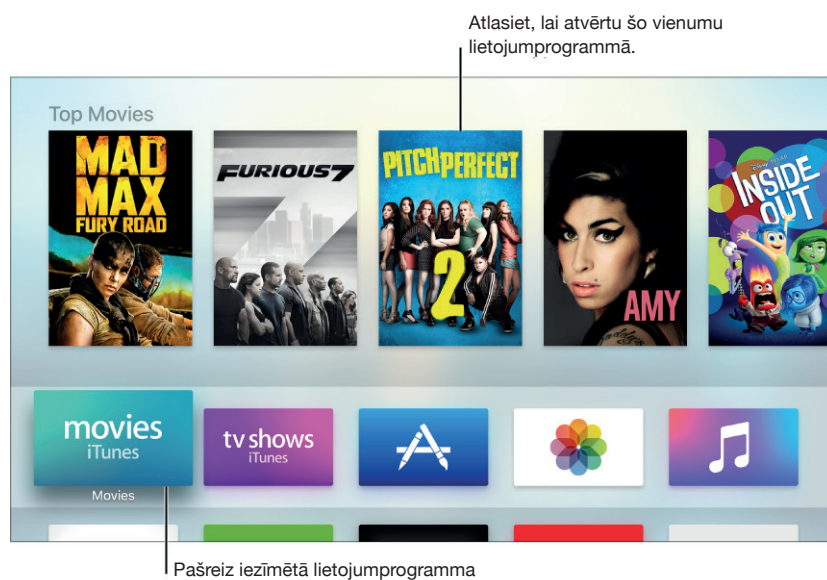 Atlasiet, lai atvērtu šo vienumu
lietojumprogrammā.
Top Movies
MAD
MAX
FURY ROAD
FURIOUS7
PITCH PERFECT
2
AMY
INSIDE
OUT
movies
iTunes
tv shows
iTunes
Movies
Pašreiz iezīmētā lietojumprogramma